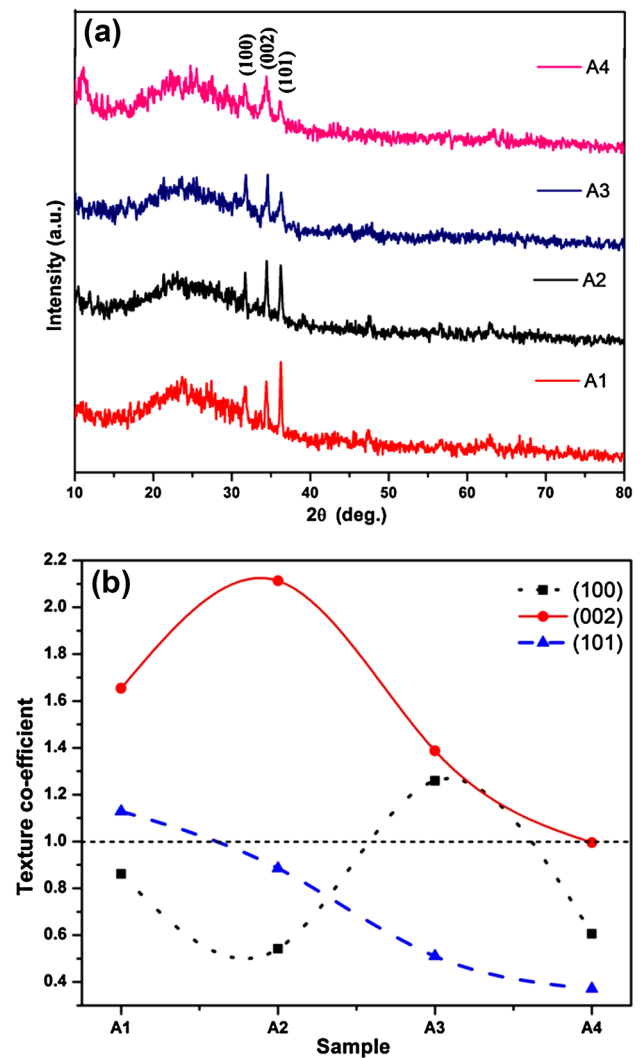 (a)
(100)
(002)
(101)
A4
A3
A2
A1
Intensity (a.u.)
10 20 30 40 50 60 70 80
2θ (deg.)
(b)
(100)
(002)
(101)
2.2
2.0
1.8
1.6
1.4
1.2
1.0
0.8
0.6
0.4
Texture co-efficient
A1 A2 A3 A4
Sample